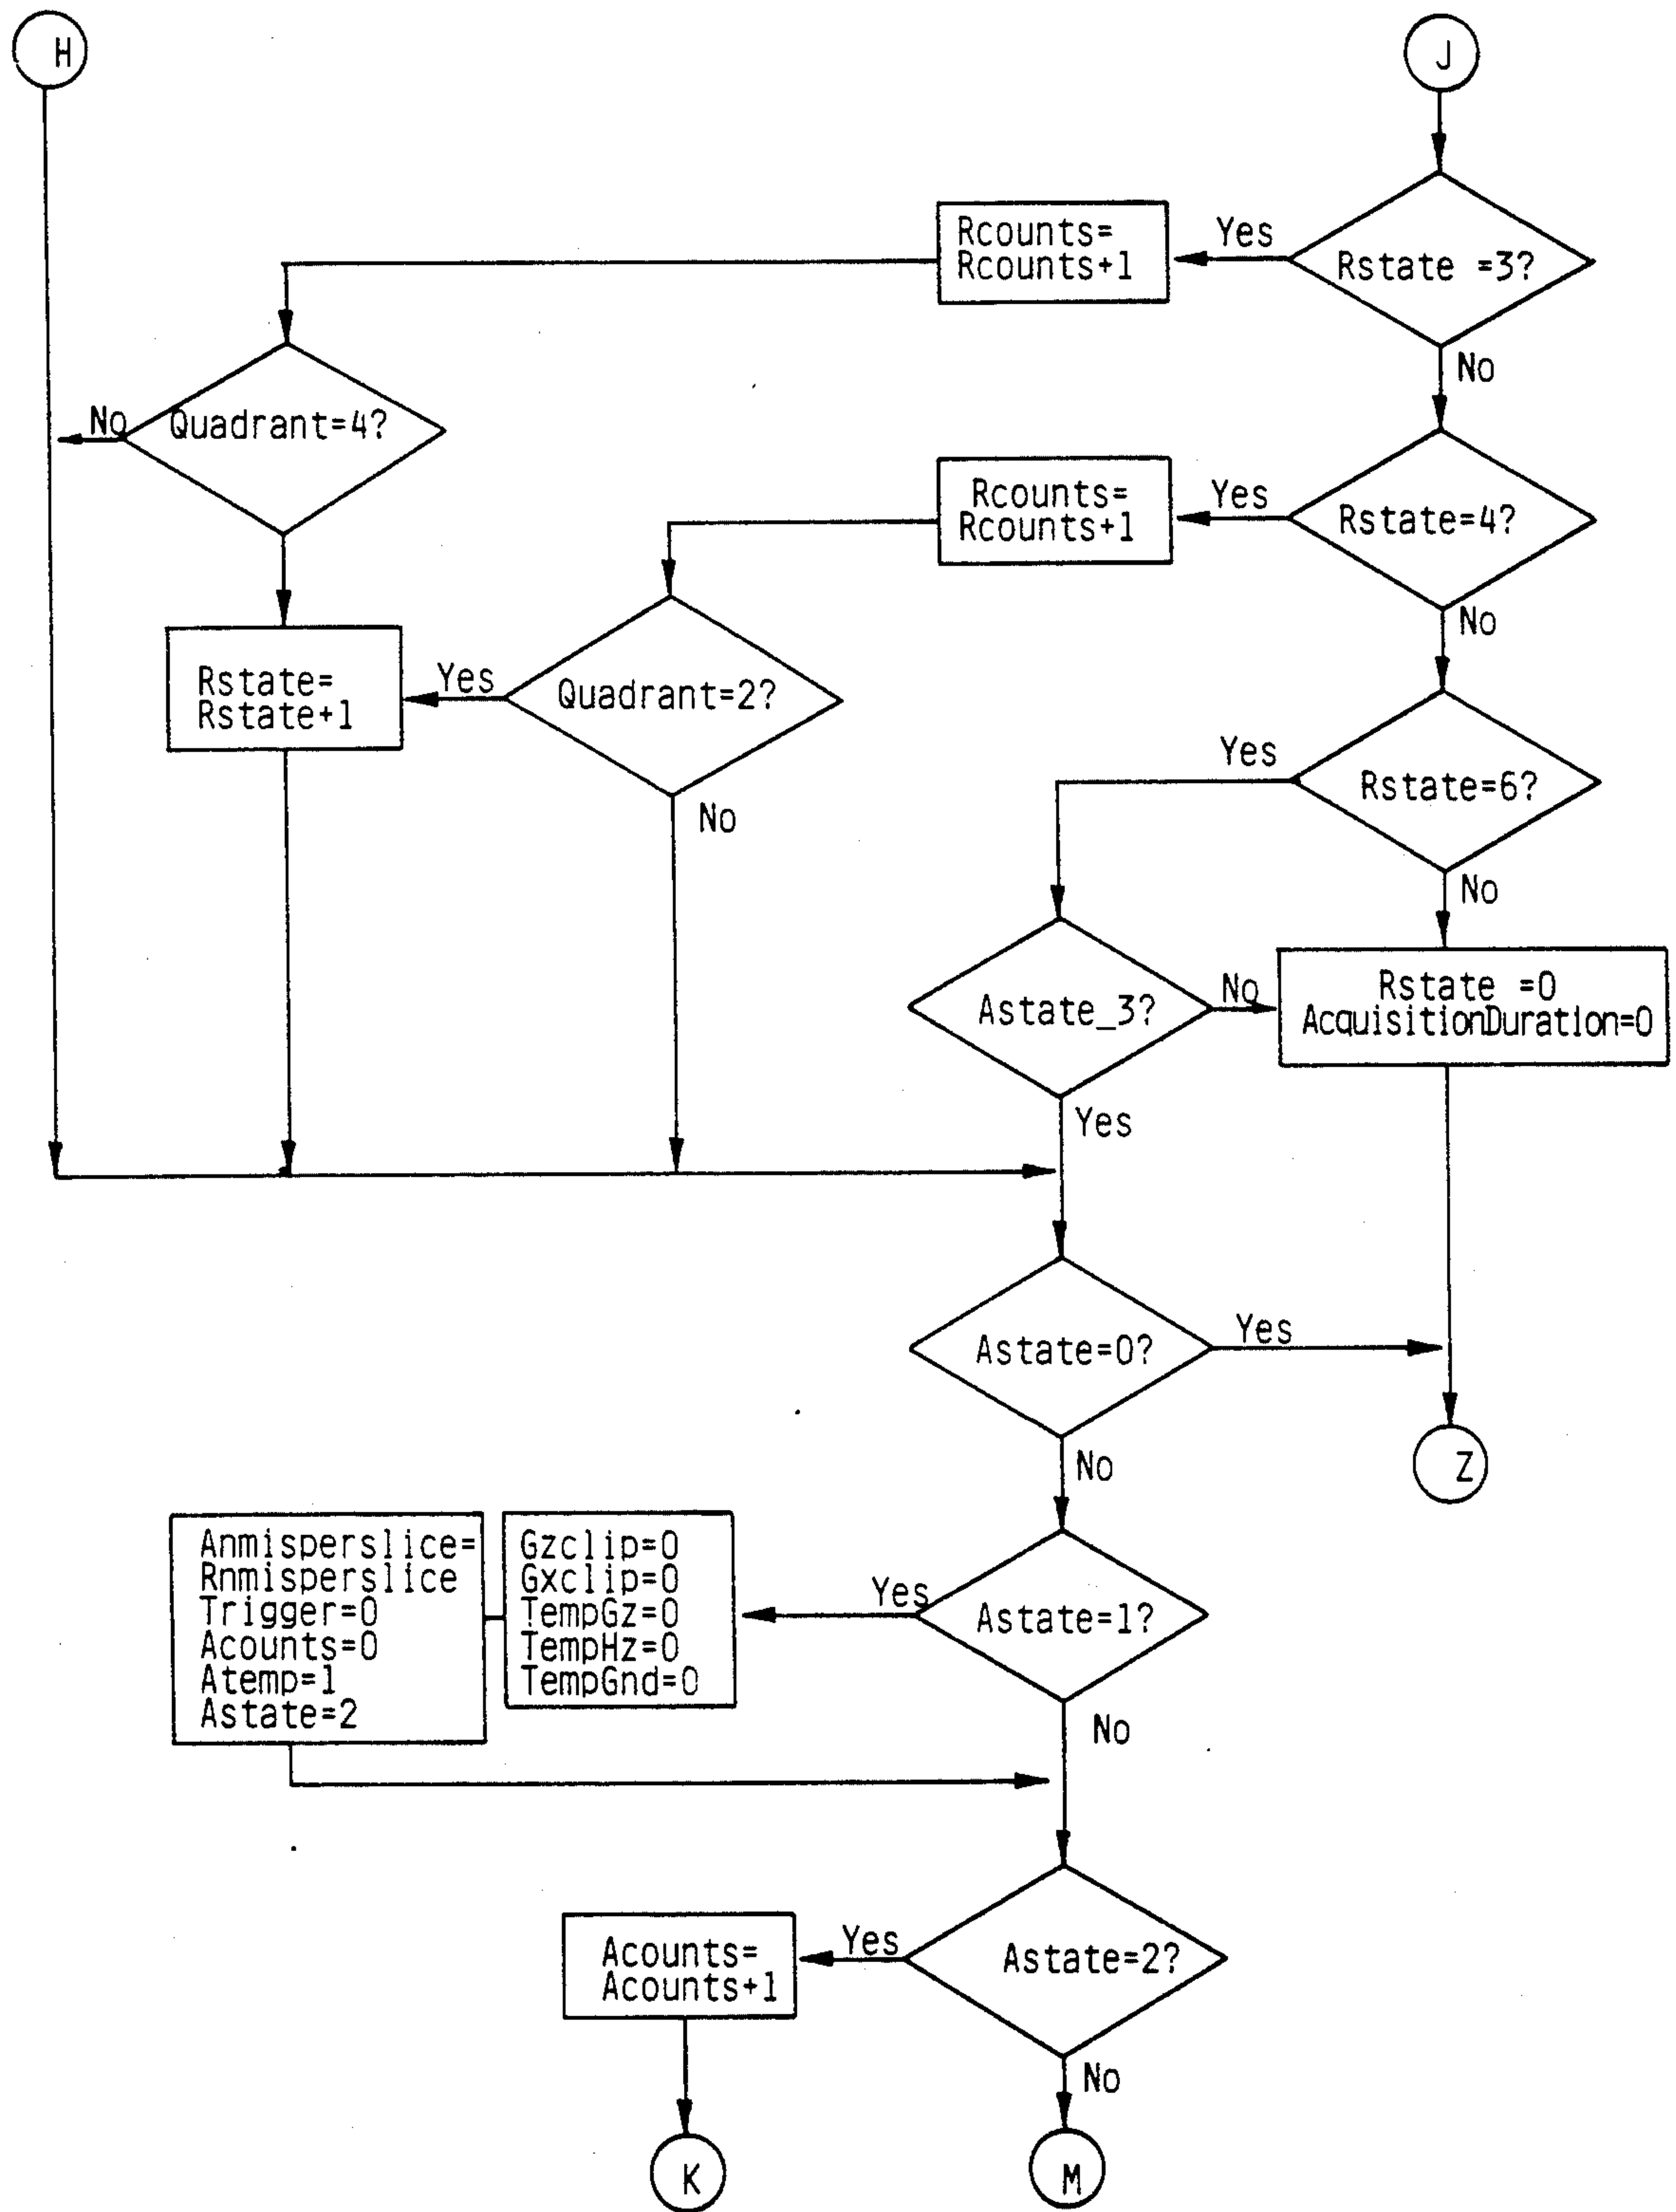 H
J
Rcounts=
Rcounts+1
Yes
Rstate =3?
No
No
Quadrant=4?
Rcounts=
Rcounts+1
Yes
Rstate=4?
No
Rstate=
Rstate+1
Yes
Quadrant=2?
No
Yes
Rstate=6?
No
Astate_3?
No
Rstate =0
AcquisitionDuration=0
Yes
Astate=0?
Yes
No
Z
Anmisperslice=
Rnmisperslice
Trigger=0
Acounts=0
Atemp=1
Astate=2
Gzclip=0
Gxclip=0
TempGz=0
TempHz=0
TempGnd=0
Yes
Astate=1?
No
Acounts=
Acounts+1
Yes
Astate=2?
No
K
M